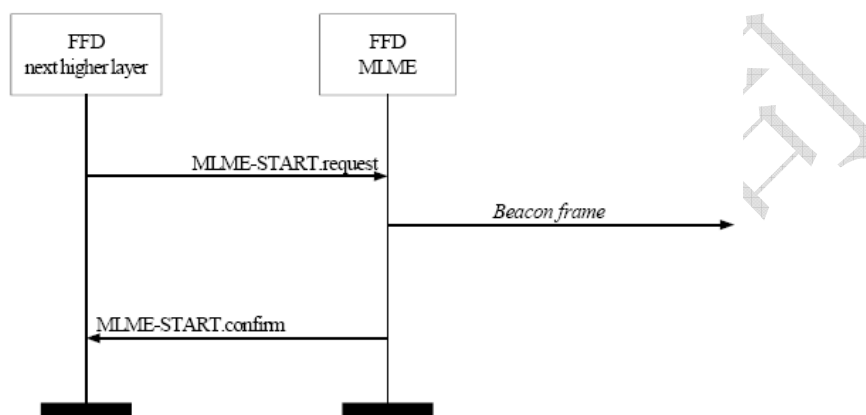 FFD
next higher layer
FFD
MLME
MLME-START.request
Beacon frame
MLME-START.confirm